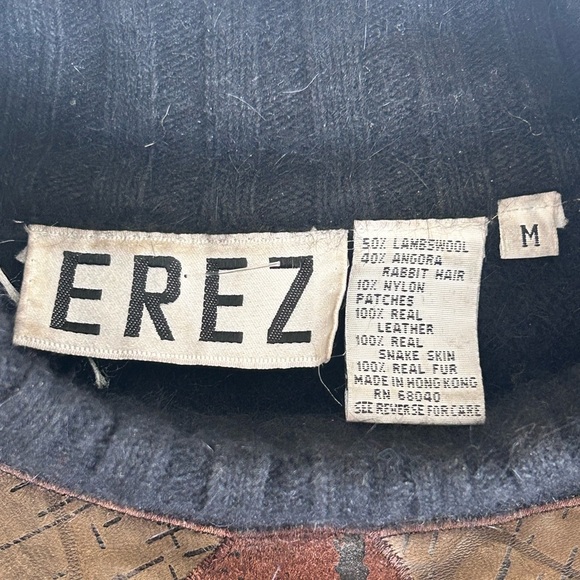 EREZ
50% LAMBSWOOL
40% ANGORA
RABBIT HAIR
10% NYLON
PATCHES
100% REAL
LEATHER
100% REAL
SNAKE SKIN
100% REAL FUR
MADE IN HONG KONG
RN 68040
SEE REVERSE FOR CARE
M